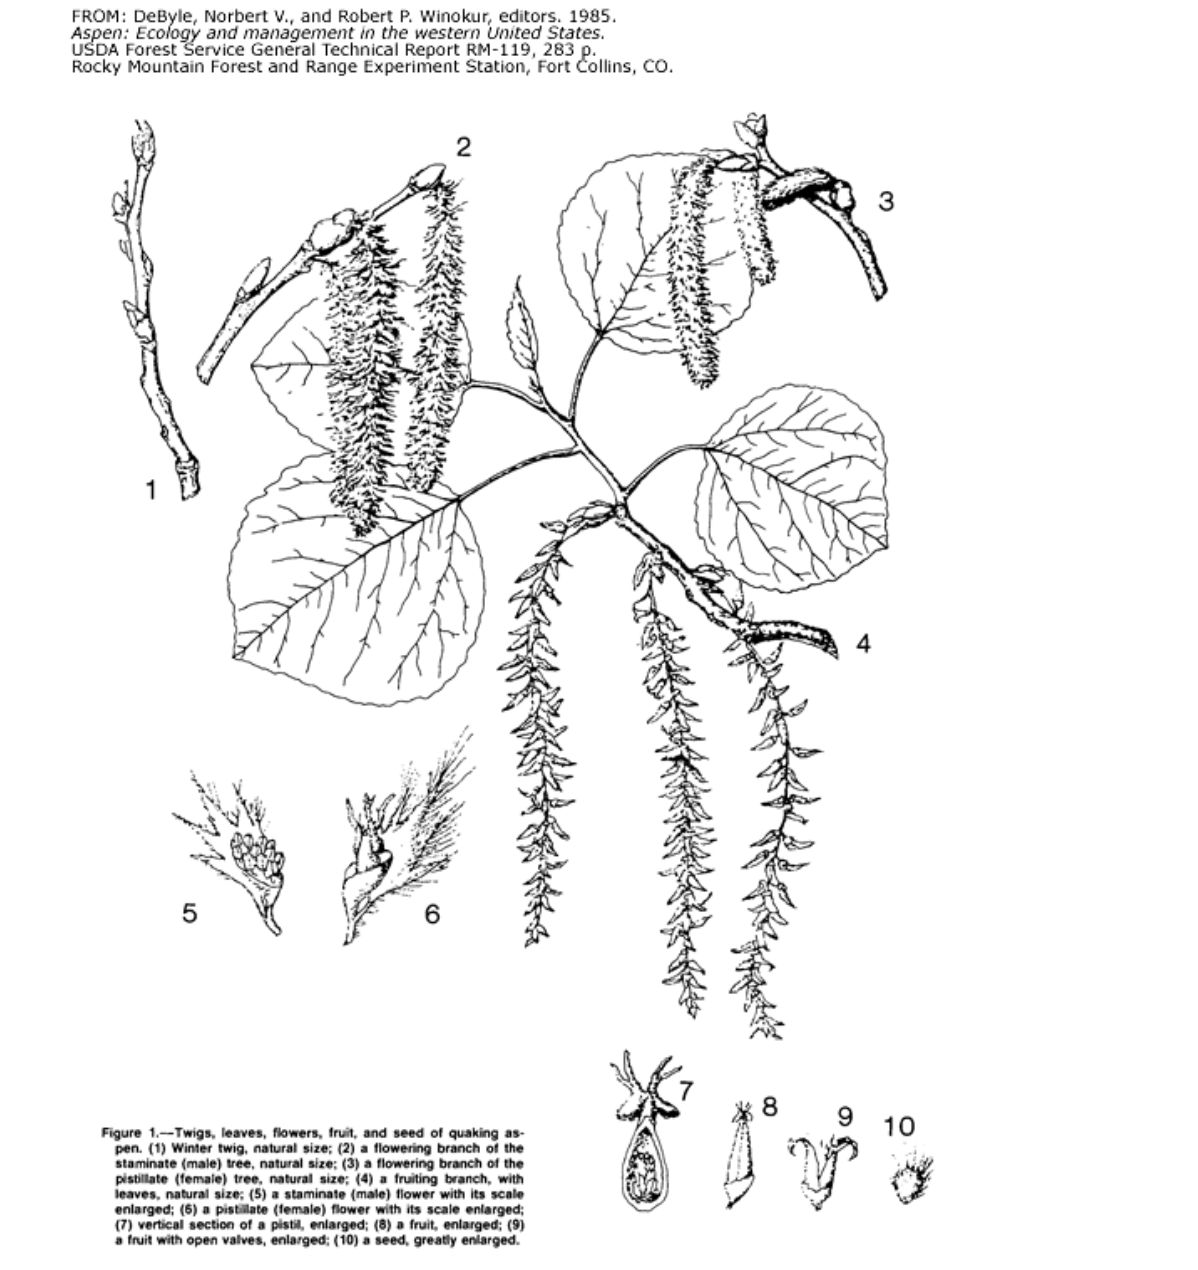 FROM: DeByle, Norbert V., and Robert P. Winokur, editors. 1985.
Aspen: Ecology and management in the western United States.
USDA Forest Service General Technical Report RM-119, 283 p.
Rocky Mountain Forest and Range Experiment Station, Fort Collins, CO.
2
3
1
4
5
6
7
8
9
10
Figure 1.—Twigs, leaves, flowers, fruit, and seed of quaking as-
pen. (1) Winter twig, natural size; (2) a flowering branch of the
staminate (male) tree, natural size; (3) a flowering branch of the
pistillate (female) tree, natural size; (4) a fruiting branch, with
leaves, natural size; (5) a staminate (male) flower with its scale
enlarged; (6) a pistillate (female) flower with its scale enlarged;
(7) vertical section of a pistil, enlarged; (8) a fruit, enlarged; (9)
a fruit with open valves, enlarged; (10) a seed, greatly enlarged.